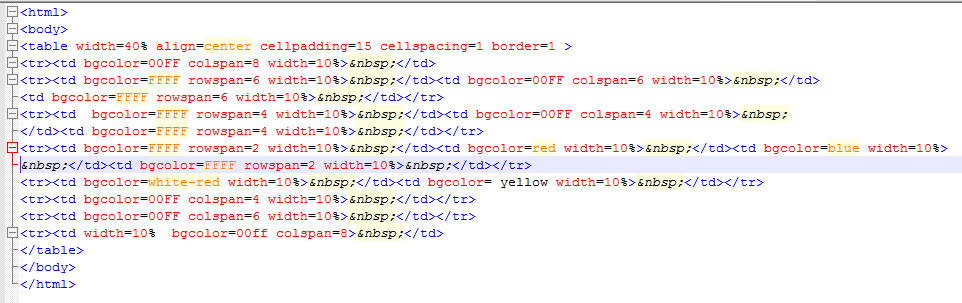 <html>
<body>
<table width=40% align=center cellpadding=15 cellspacing=1 border=1 >
<tr><td bgcolor=00FF colspan=8 width=10%>&nbsp;</td>
<tr><td bgcolor=FFFF rowspan=6 width=10%>&nbsp;</td><td bgcolor=00FF colspan=6 width=10%>&nbsp;</td>
<td bgcolor=FFFF rowspan=6 width=10%>&nbsp;</td></tr>
<tr><td  bgcolor=FFFF rowspan=4 width=10%>&nbsp;</td><td bgcolor=00FF colspan=4 width=10%>&nbsp;
</td><td bgcolor=FFFF rowspan=4 width=10%>&nbsp;</td></tr>
<tr><td bgcolor=FFFF rowspan=2 width=10%>&nbsp;</td><td bgcolor=red width=10%>&nbsp;</td><td bgcolor=blue width=10%>
&nbsp;</td><td bgcolor=FFFF rowspan=2 width=10%>&nbsp;</td></tr>
<tr><td bgcolor=white-red width=10%>&nbsp;</td><td bgcolor= yellow width=10%>&nbsp;</td></tr>
<tr><td bgcolor=00FF colspan=4 width=10%>&nbsp;</td></tr>
<tr><td bgcolor=00FF colspan=6 width=10%>&nbsp;</td></tr>
<tr><td width=10%  bgcolor=00ff colspan=8>&nbsp;</td>
</table>
</body>
</html>